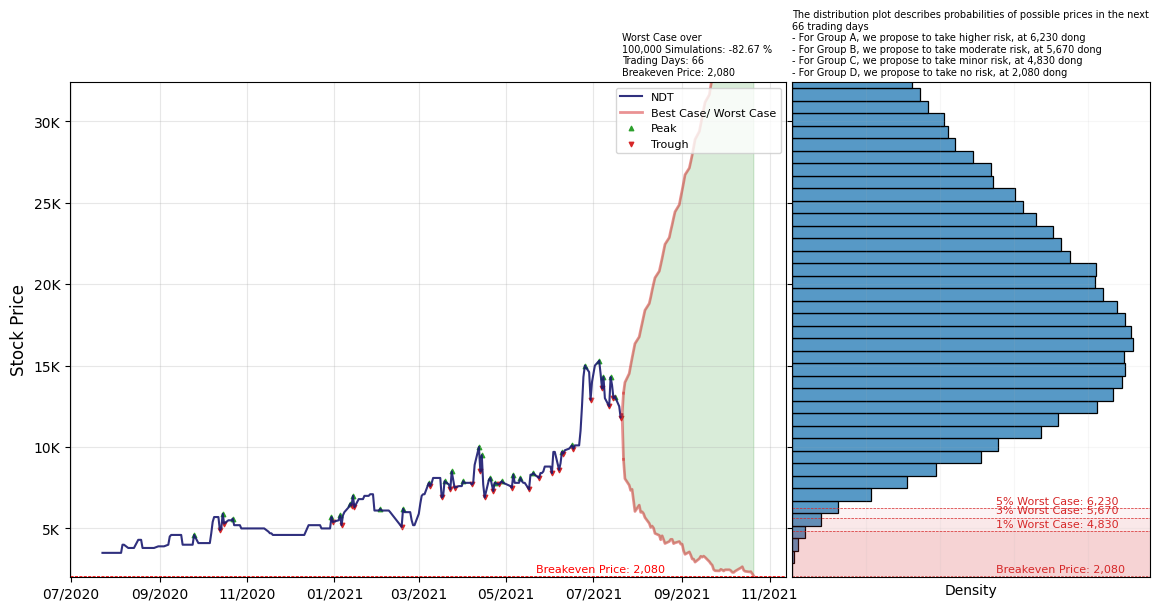 The distribution plot describes probabilities of possible prices in the next
66 trading days
- For Group A, we propose to take higher risk, at 6,230 dong
- For Group B, we propose to take moderate risk, at 5,670 dong
- For Group C, we propose to take minor risk, at 4,830 dong
- For Group D, we propose to take no risk, at 2,080 dong
Worst Case over
100,000 Simulations: -82.67 %
Trading Days: 66
Breakeven Price: 2,080
NDT
Best Case/ Worst Case
Peak
Trough
Stock Price
30K
25K
20K
15K
10K
5K
Breakeven Price: 2,080
07/2020
09/2020
11/2020
01/2021
03/2021
05/2021
07/2021
09/2021
11/2021
5% Worst Case: 6,230
3% Worst Case: 5,670
1% Worst Case: 4,830
Breakeven Price: 2,080
Density